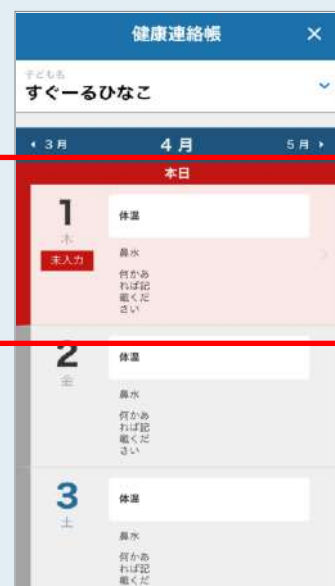 健康連絡帳 ×
子ども名
すぐーるひなこ
3月 4月 5月
本日
1
木
未入力
体温
鼻水
何かあ
れば記
載くだ
さい
2
金
体温
鼻水
何かあ
れば記
載くだ
さい
3
土
体温
鼻水
何かあ
れば記
載くだ